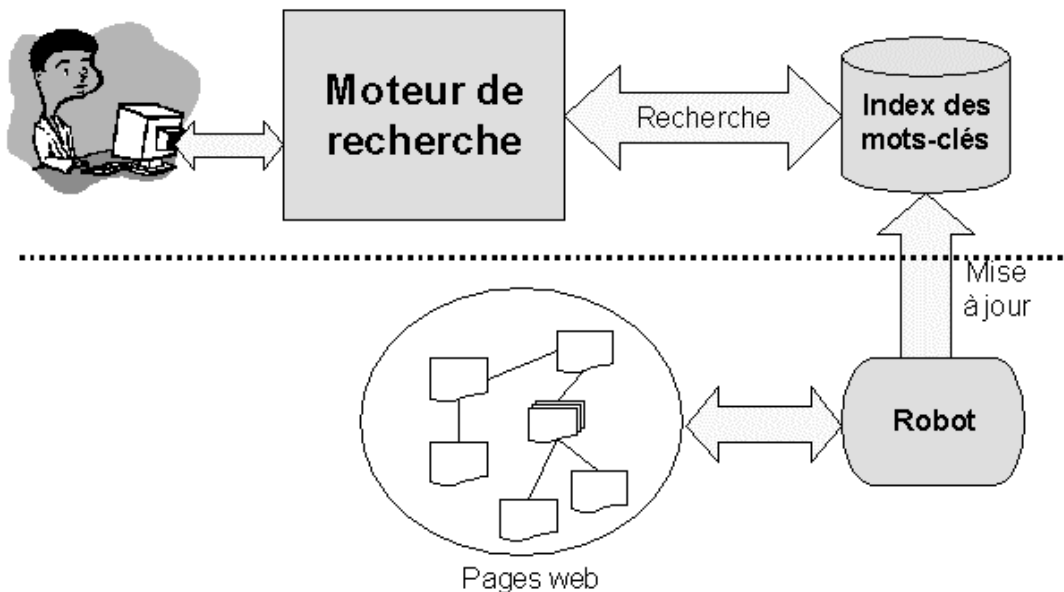 Moteur de
recherche
Recherche
Index des
mots-clés
Mise
à jour
Robot
Pages web